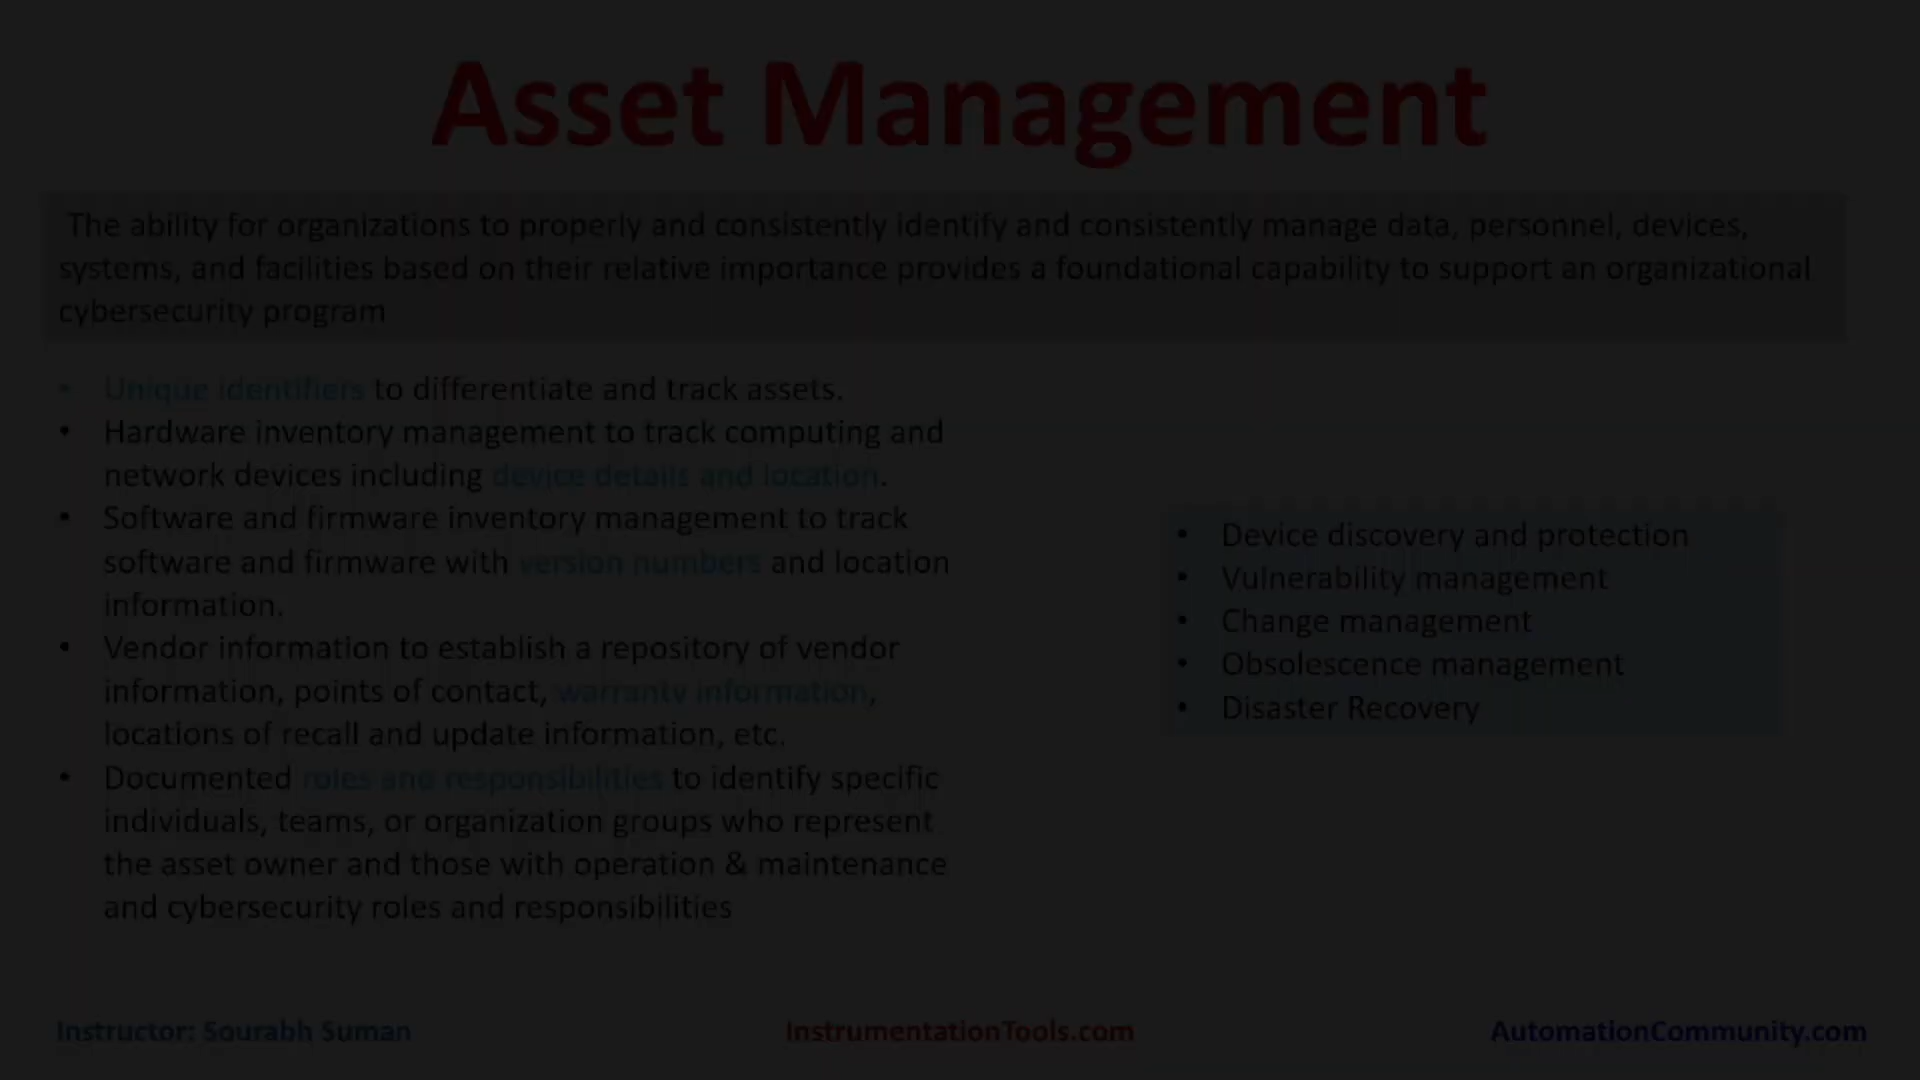 Asset Management
The ability for organizations to properly and consistently identify and consistently manage data, personnel, devices,
systems, and facilities based on their relative importance provides a foundational capability to support an organizational
cybersecurity program
• Unique identifiers to differentiate and track assets.
• Hardware inventory management to track computing and
network devices including device details and location.
• Software and firmware inventory management to track
software and firmware with version numbers and location
information.
• Vendor information to establish a repository of vendor
information, points of contact, warranty information,
locations of recall and update information, etc.
• Documented roles and responsibilities to identify specific
individuals, teams, or organization groups who represent
the asset owner and those with operation & maintenance
and cybersecurity roles and responsibilities
• Device discovery and protection
• Vulnerability management
• Change management
• Obsolescence management
• Disaster Recovery
Instructor: Sourabh Suman
InstrumentationTools.com
AutomationCommunity.com